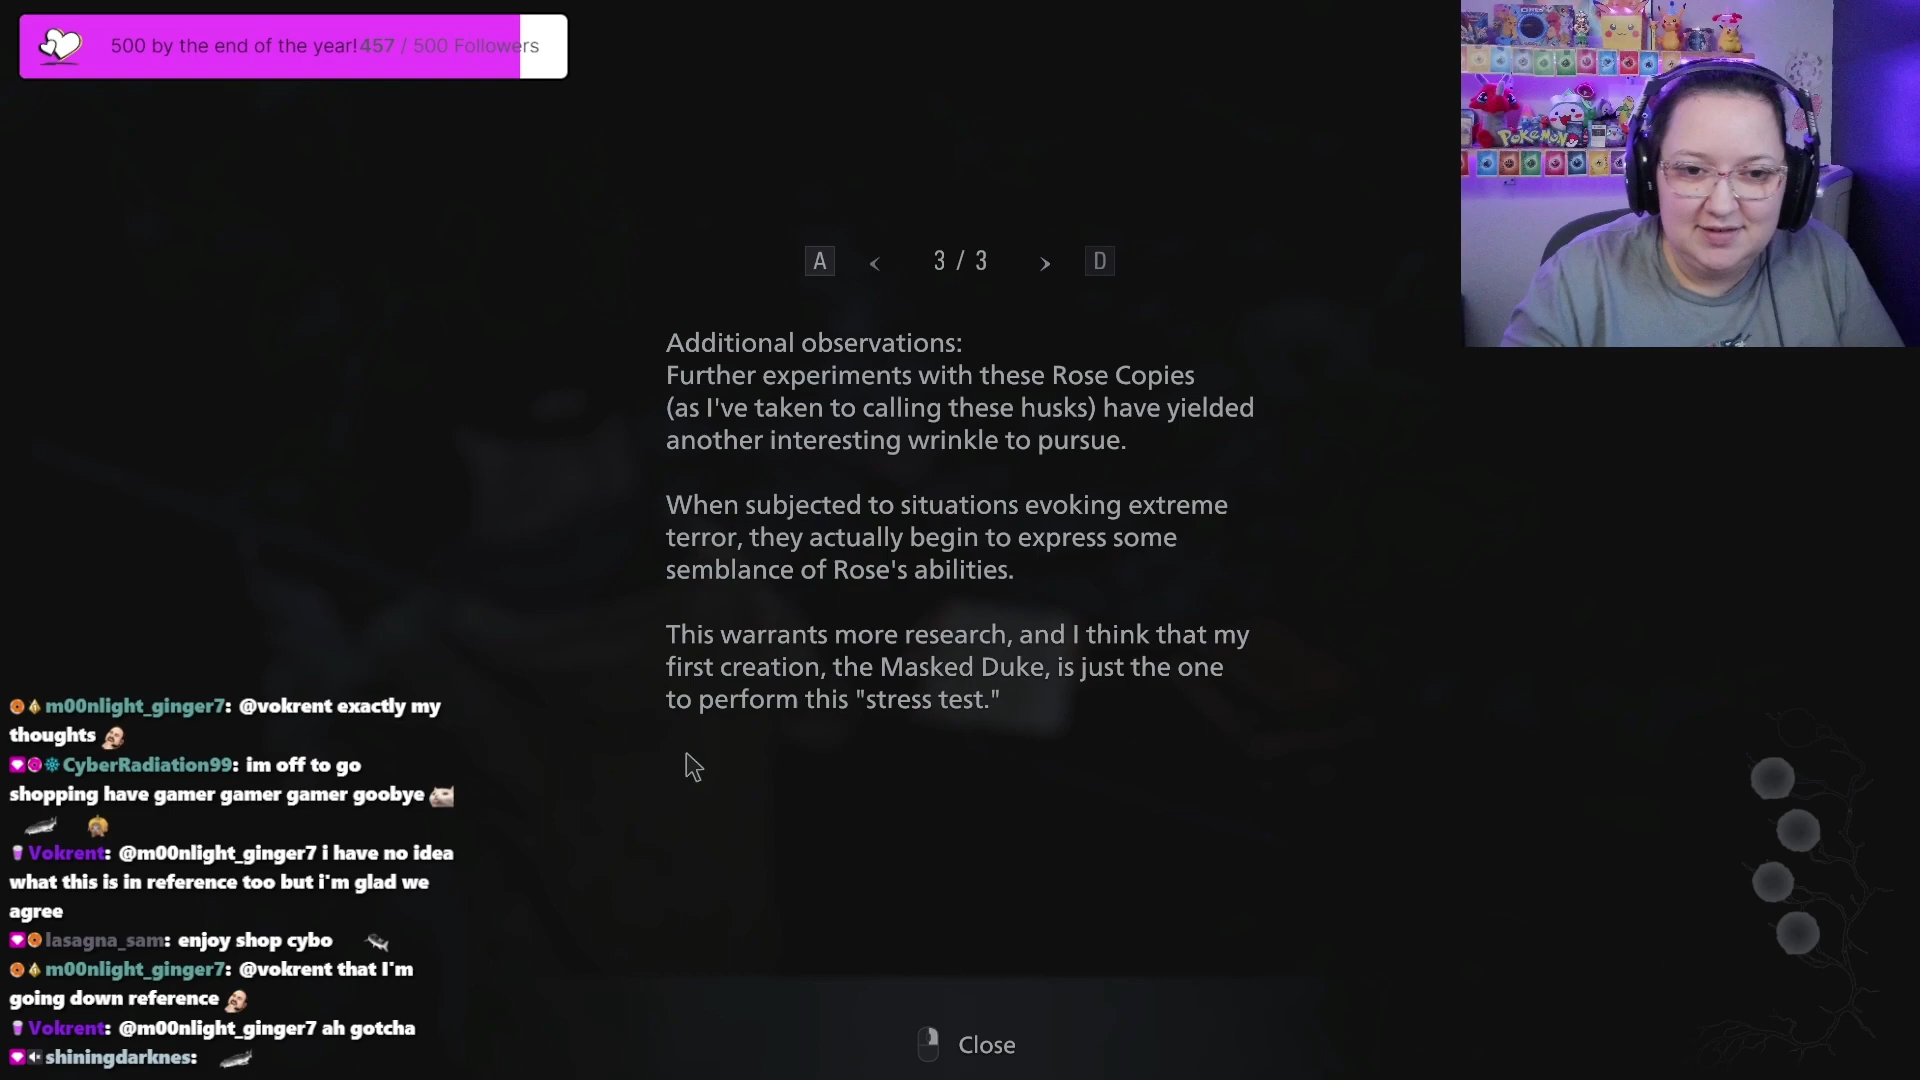 500 by the end of the year!457 / 500 Followers
POKéMON
A < 3 / 3 > D
Additional observations:
Further experiments with these Rose Copies
(as I've taken to calling these husks) have yielded
another interesting wrinkle to pursue.
When subjected to situations evoking extreme
terror, they actually begin to express some
semblance of Rose's abilities.
This warrants more research, and I think that my
first creation, the Masked Duke, is just the one
to perform this "stress test."
m00nlight_ginger7: @vokrent exactly my
thoughts
CyberRadiation99: im off to go
shopping have gamer gamer gamer goobye
Vokrent: @m00nlight_ginger7 i have no idea
what this is in reference too but i'm glad we
agree
lasagna_sam: enjoy shop cybo
m00nlight_ginger7: @vokrent that I'm
going down reference
Vokrent: @m00nlight_ginger7 ah gotcha
shiningdarknes:
Close